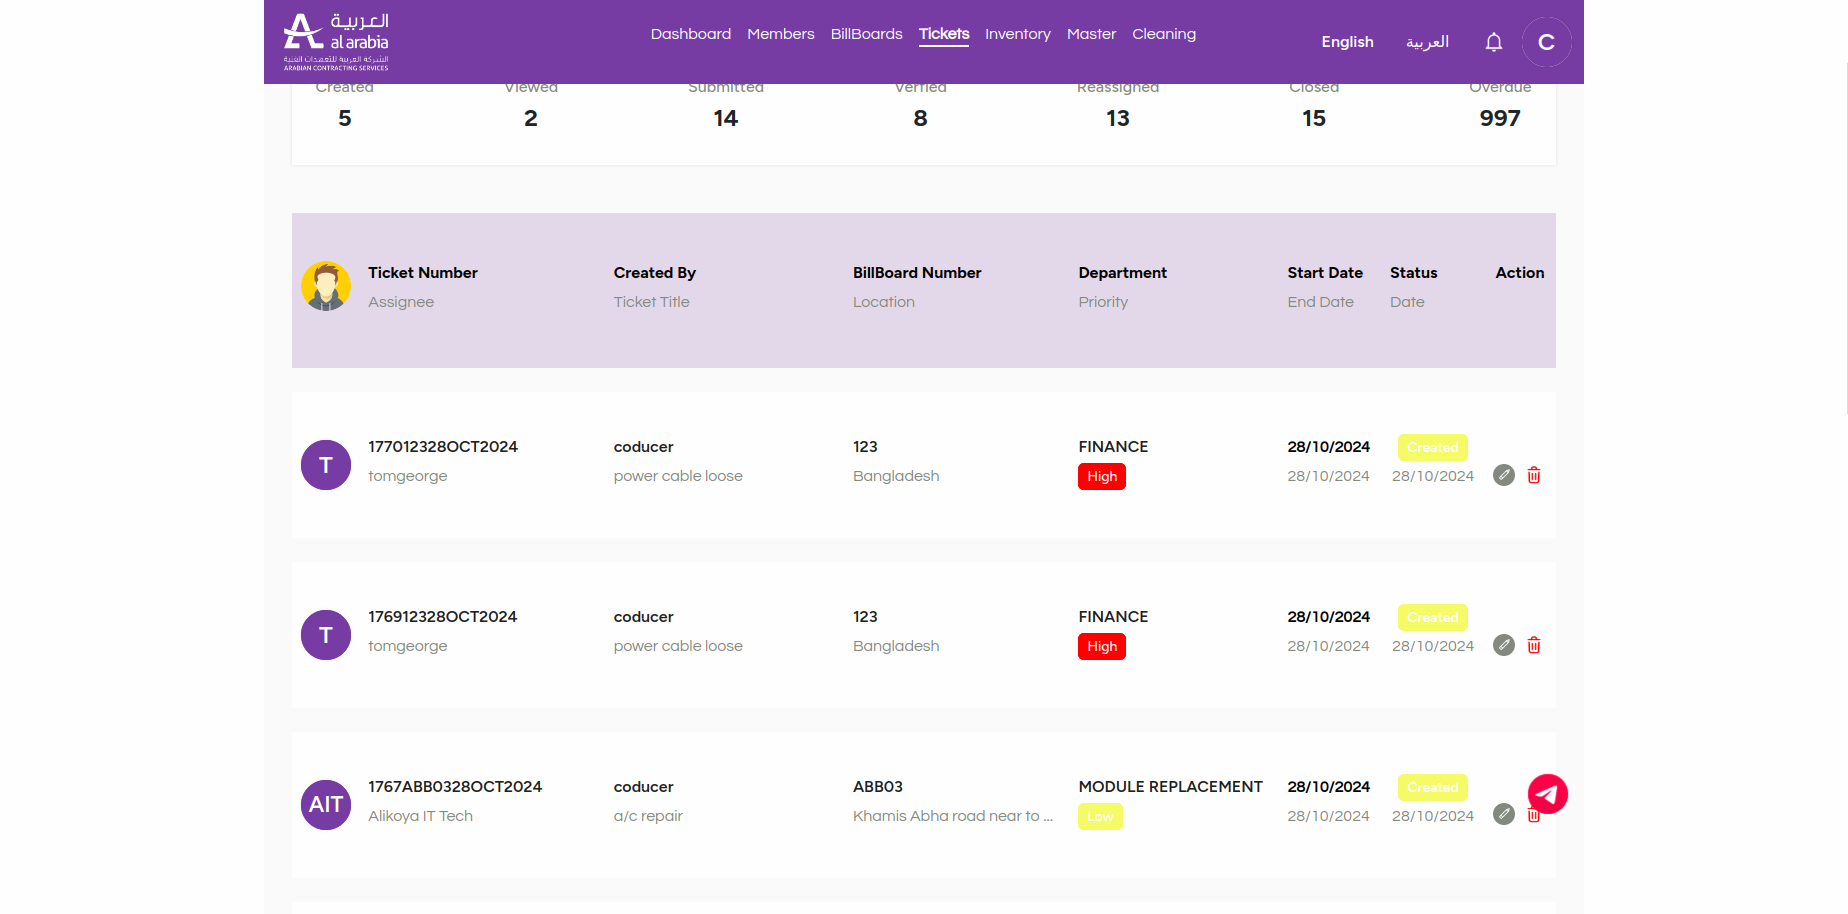 العربية
al arabia
الشركة العربية للتعهدات الفنية
ARABIAN CONTRACTING SERVICES
Dashboard Members BillBoards Tickets Inventory Master Cleaning
English العربية C
Created Viewed Submitted Verfied Reassigned Closed Overdue
5 2 14 8 13 15 997
Ticket Number Created By BillBoard Number Department Start Date Status Action
Assignee Ticket Title Location Priority End Date Date
T 177012328OCT2024 coducer 123 FINANCE 28/10/2024 Created
tomgeorge power cable loose Bangladesh High 28/10/2024 28/10/2024
T 176912328OCT2024 coducer 123 FINANCE 28/10/2024 Created
tomgeorge power cable loose Bangladesh High 28/10/2024 28/10/2024
AIT 1767ABB0328OCT2024 coducer ABB03 MODULE REPLACEMENT 28/10/2024 Created
Alikoya IT Tech a/c repair Khamis Abha road near to ... Low 28/10/2024 28/10/2024